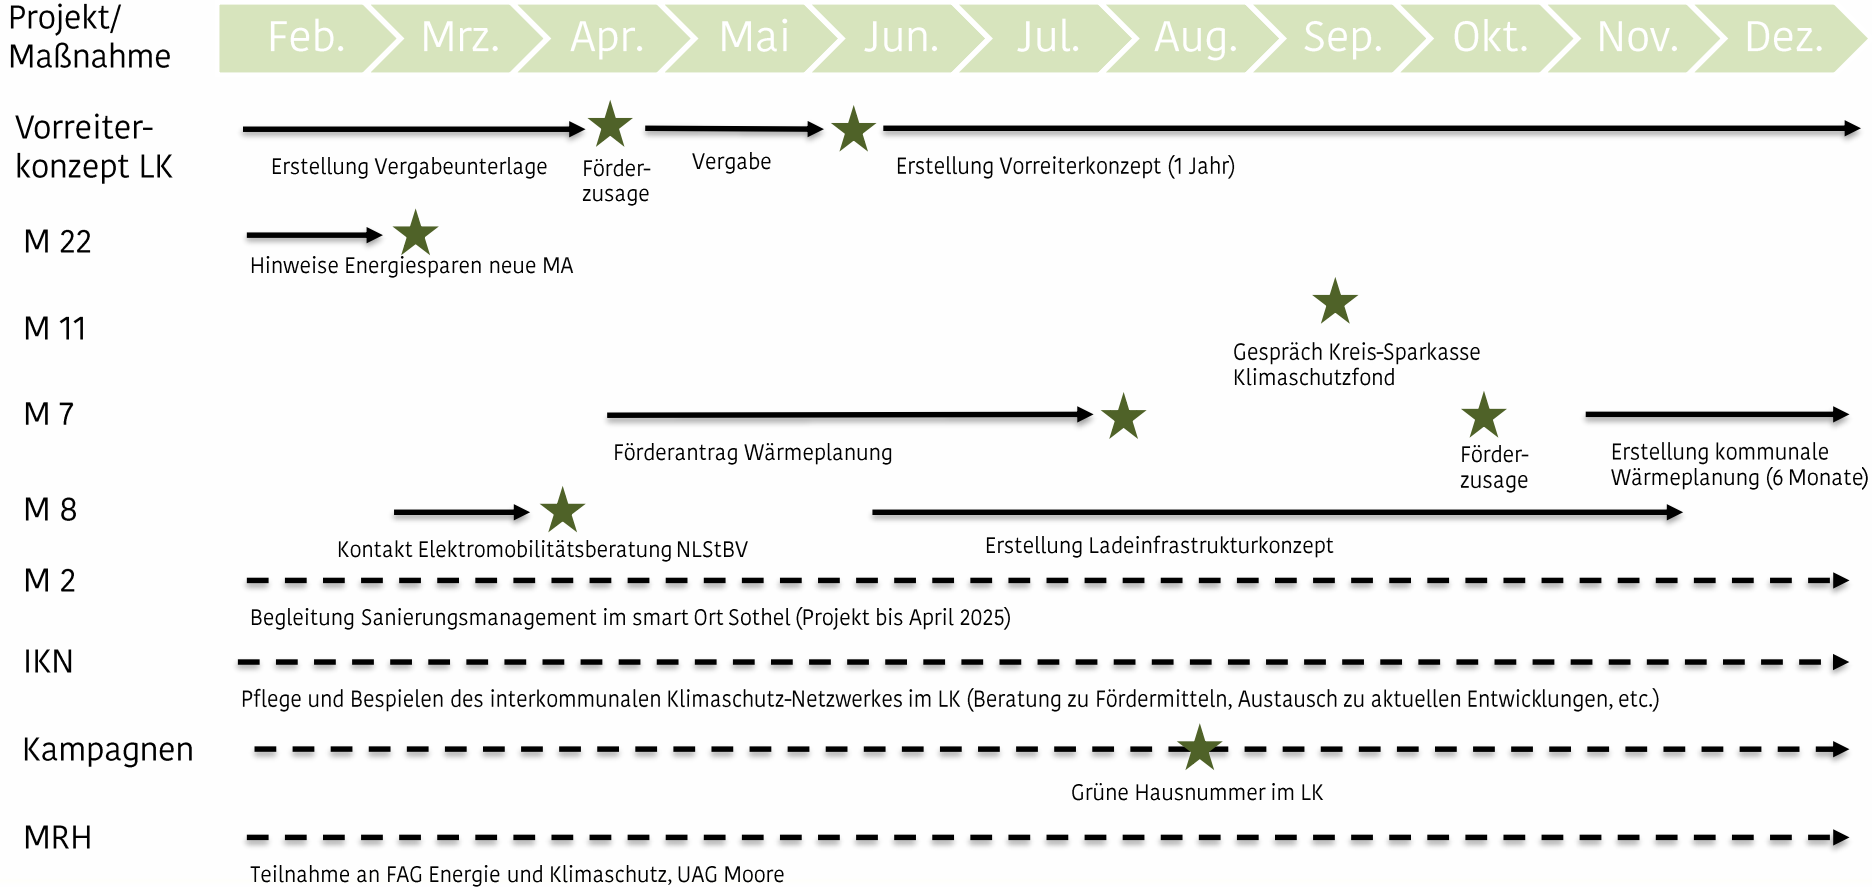 Projekt/
Maßnahme
Feb. Mrz. Apr. Mai Jun. Jul. Aug. Sep. Okt. Nov. Dez.
Vorreiter-
konzept LK
Erstellung Vergabeunterlage
Förder-
zusage
Vergabe
Erstellung Vorreiterkonzept (1 Jahr)
M 22
Hinweise Energiesparen neue MA
M 11
Gespräch Kreis-Sparkasse
Klimaschutzfond
M 7
Förderantrag Wärmeplanung
Förder-
zusage
Erstellung kommunale
Wärmeplanung (6 Monate)
M 8
Kontakt Elektromobilitätsberatung NLStBV
Erstellung Ladeinfrastrukturkonzept
M 2
Begleitung Sanierungsmanagement im smart Ort Sothel (Projekt bis April 2025)
IKN
Pflege und Bespielen des interkommunalen Klimaschutz-Netzwerkes im LK (Beratung zu Fördermitteln, Austausch zu aktuellen Entwicklungen, etc.)
Kampagnen
Grüne Hausnummer im LK
MRH
Teilnahme an FAG Energie und Klimaschutz, UAG Moore